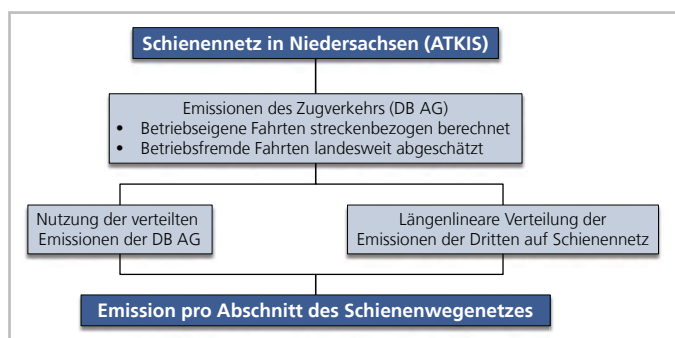 Schienennetz in Niedersachsen (ATKIS)
Emissionen des Zugverkehrs (DB AG)
• Betriebseigene Fahrten streckenbezogen berechnet
• Betriebsfremde Fahrten landesweit abgeschätzt
Nutzung der verteilten
Emissionen der DB AG
Längenlineare Verteilung der
Emissionen der Dritten auf Schienennetz
Emission pro Abschnitt des Schienenwegenetzes